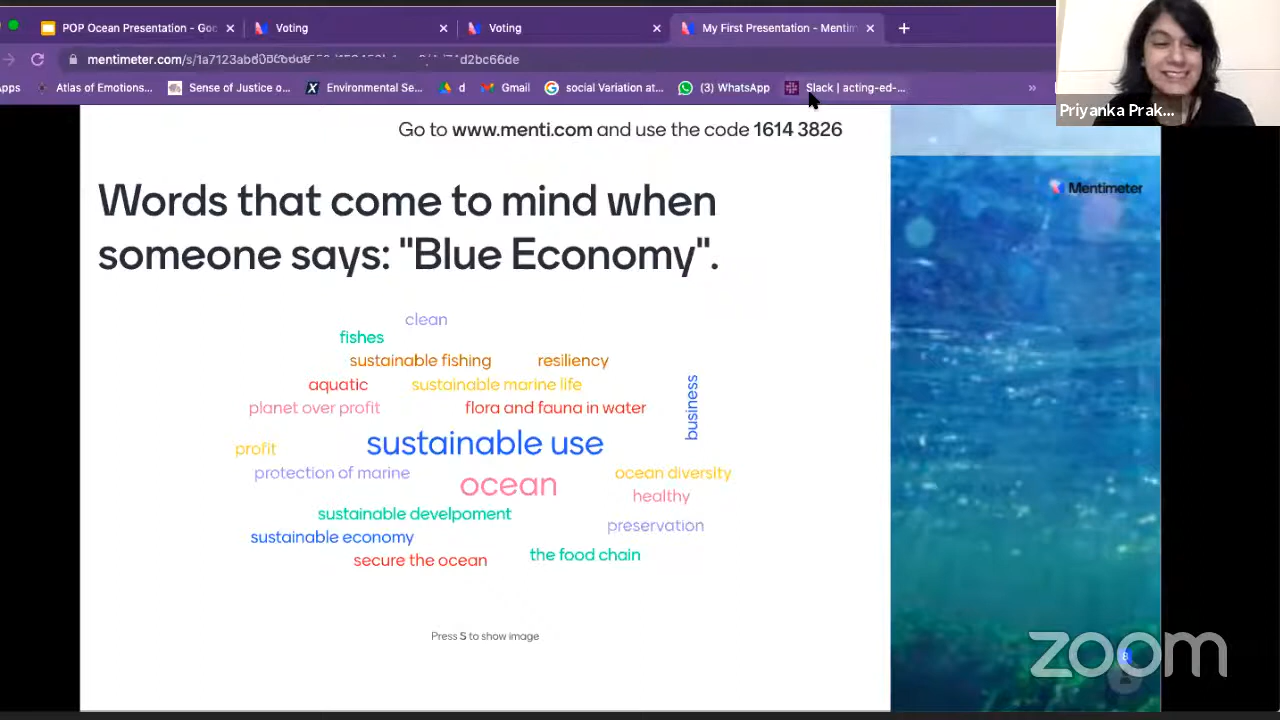 POP Ocean Presentation - Goo
Voting
Voting
My First Presentation - Mentim
Apps
Atlas of Emotions...
Sense of Justice o...
Environmental Se...
d
Gmail
social Variation at...
(3) WhatsApp
Slack | acting-ed-...
»
Priyanka Prak...
Go to www.menti.com and use the code 1614 3826
Mentimeter
Words that come to mind when
someone says: "Blue Economy".
clean
fishes
sustainable fishing
resiliency
aquatic
sustainable marine life
business
planet over profit
flora and fauna in water
profit
sustainable use
protection of marine
ocean diversity
ocean
healthy
sustainable develpoment
preservation
sustainable economy
the food chain
secure the ocean
Press S to show image
8
zoom